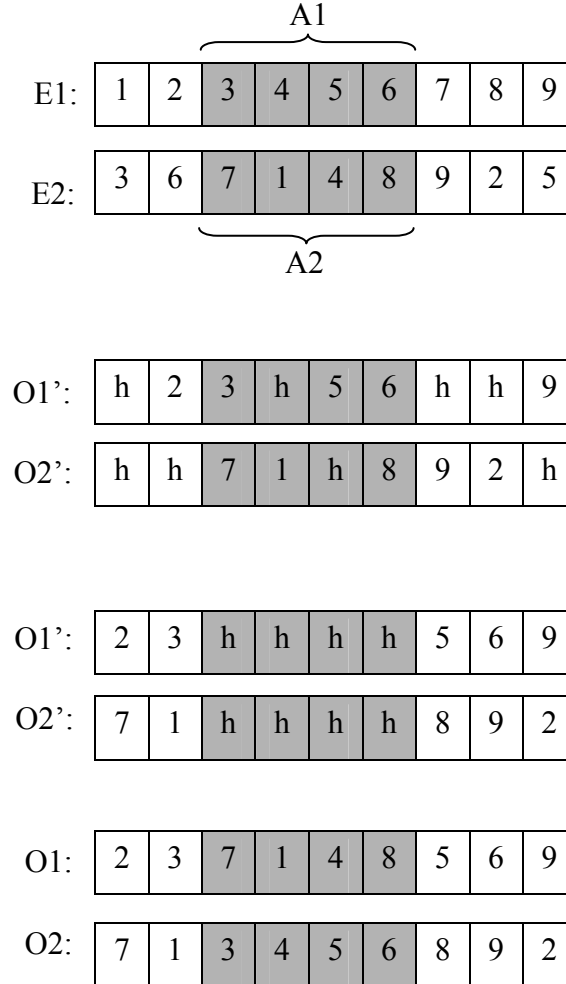 A1
E1: 1 2 3 4 5 6 7 8 9
E2: 3 6 7 1 4 8 9 2 5
A2
O1’: h 2 3 h 5 6 h h 9
O2’: h h 7 1 h 8 9 2 h
O1’: 2 3 h h h h 5 6 9
O2’: 7 1 h h h h 8 9 2
O1: 2 3 7 1 4 8 5 6 9
O2: 7 1 3 4 5 6 8 9 2